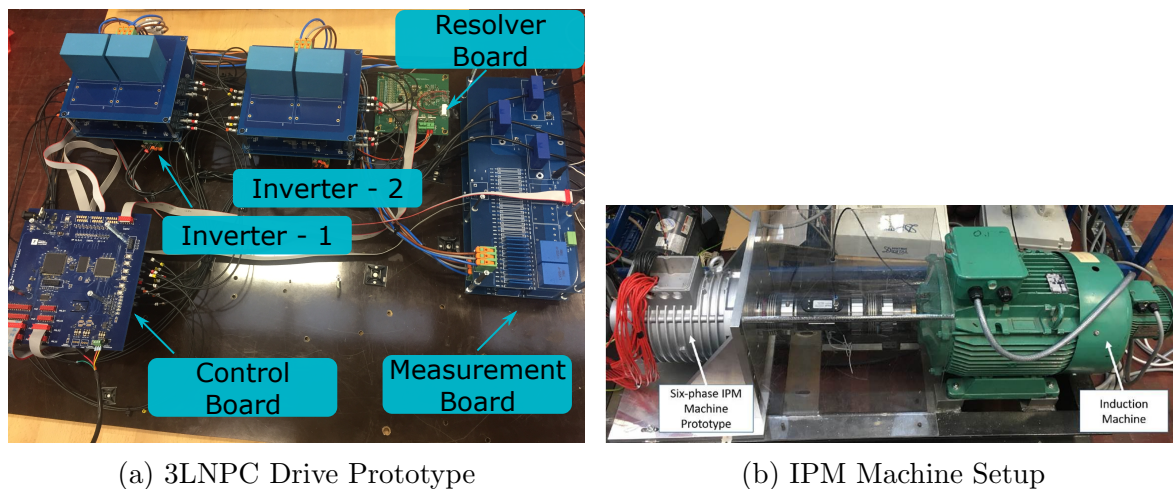 Resolver
Board
Inverter - 2
Inverter - 1
Control
Board
Measurement
Board
(a) 3LNPC Drive Prototype
Six-phase IPM
Machine
Prototype
Induction
Machine
(b) IPM Machine Setup